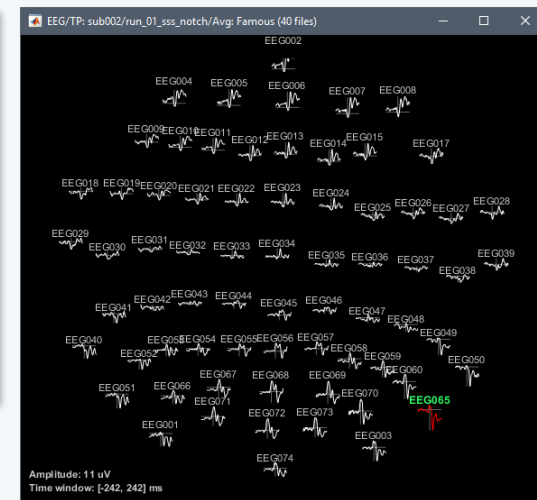 EEG/TP: sub002/run_01_sss_notch/Avg: Famous (40 files)
EEG002
EEG004 EEG005 EEG006 EEG007 EEG008
EEG009 EEG010 EEG011 EEG012 EEG013 EEG014 EEG015 EEG017
EEG018 EEG019 EEG020 EEG021 EEG022 EEG023 EEG024 EEG025 EEG026 EEG027 EEG028
EEG029 EEG030 EEG031 EEG032 EEG033 EEG034 EEG035 EEG036 EEG037 EEG038 EEG039
EEG041 EEG042 EEG043 EEG044 EEG045 EEG046 EEG047 EEG048
EEG040 EEG052 EEG053 EEG054 EEG055 EEG056 EEG057 EEG058 EEG059 EEG049 EEG050
EEG051 EEG066 EEG067 EEG068 EEG069 EEG070 EEG060 EEG065
EEG001 EEG071 EEG072 EEG073 EEG003
EEG074
Amplitude: 11 uV
Time window: [-242, 242] ms